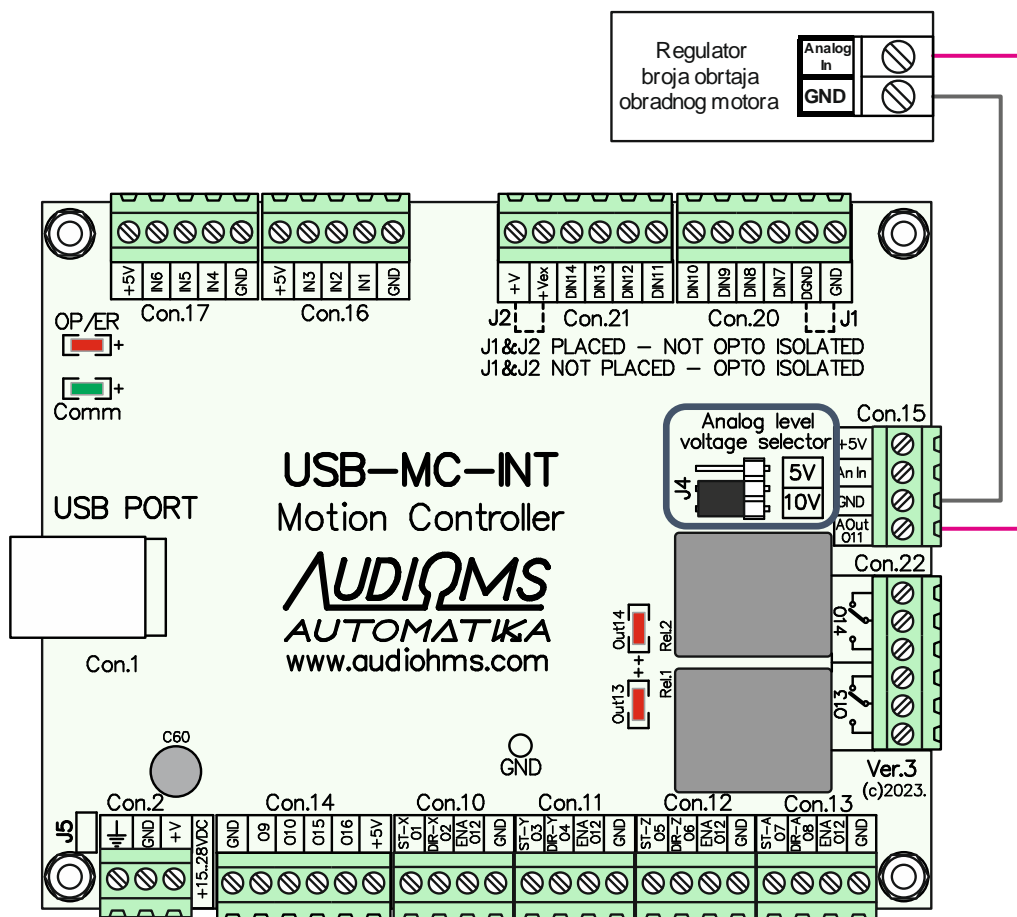 Regulator
broja obrtaja
obradnog motora
Analog
In
GND
+5V
IN6
IN5
IN4
GND
Con.17
+5V
IN3
IN2
IN1
GND
Con.16
+V
+Vex
DIN14
DIN13
DIN12
DIN11
J2
Con.21
DIN10
DIN9
DIN8
DIN7
DGND
GND
Con.20
J1
J1&J2 PLACED – NOT OPTO ISOLATED
J1&J2 NOT PLACED – OPTO ISOLATED
OP/ER
+
+
Comm
Analog level
voltage selector
J4
5V
10V
Con.15
+5V
An In
GND
AOut
O11
USB–MC–INT
Motion Controller
AUDIOMS
AUTOMATIKA
www.audiohms.com
USB PORT
Con.1
Con.22
O14
O13
Out14
Rel.2
++
Out13
Rel.1
C60
GND
Ver.3
(c)2023.
J5
Con.2
GND
+V
+15..28VDC
Con.14
GND
O9
O10
O15
O16
+5V
Con.10
ST-X
O1
DIR-X
O2
ENA
O12
GND
Con.11
ST-Y
O3
DIR-Y
O4
ENA
O12
GND
Con.12
ST-Z
O5
DIR-Z
O6
ENA
O12
GND
Con.13
ST-A
O7
DIR-A
O8
ENA
O12
GND